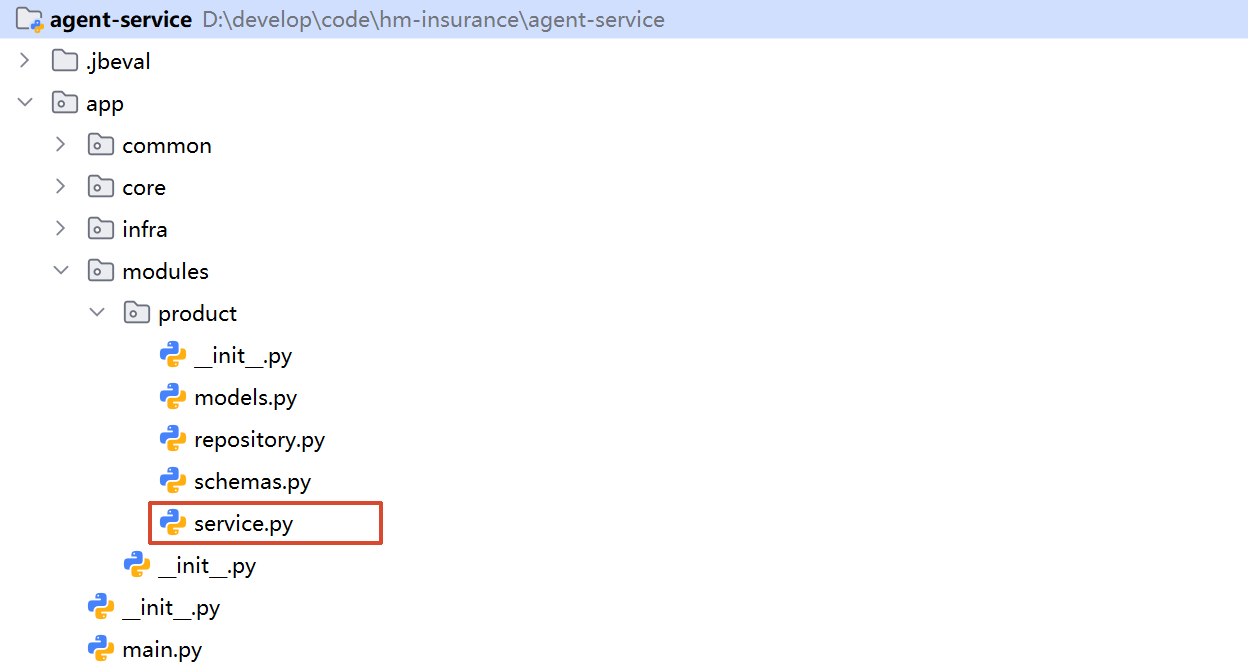 agent-service D:\develop\code\hm-insurance\agent-service
.jbeval
app
common
core
infra
modules
product
__init__.py
models.py
repository.py
schemas.py
service.py
__init__.py
__init__.py
main.py